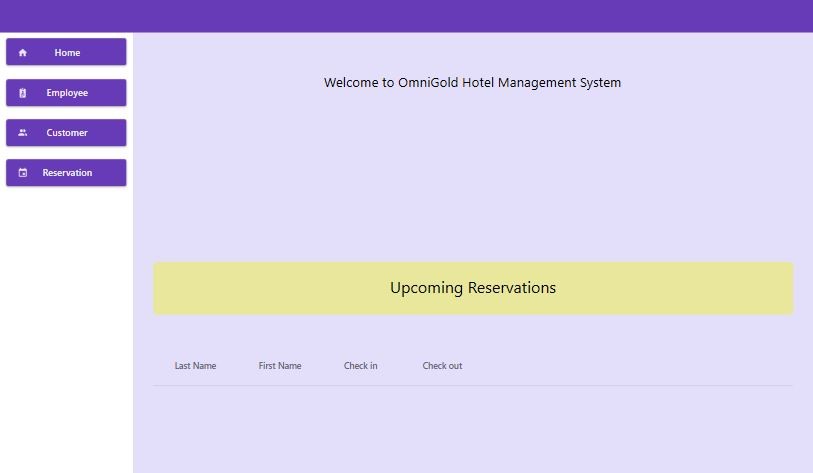 Home
Employee
Customer
Reservation
Welcome to OmniGold Hotel Management System
Upcoming Reservations
Last Name First Name Check in Check out